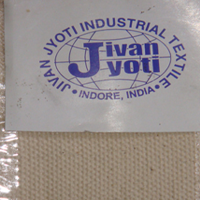 JIVAN JYOTI INDUSTRIAL TEXTILE
Jivan
Jyoti
• INDORE, INDIA •